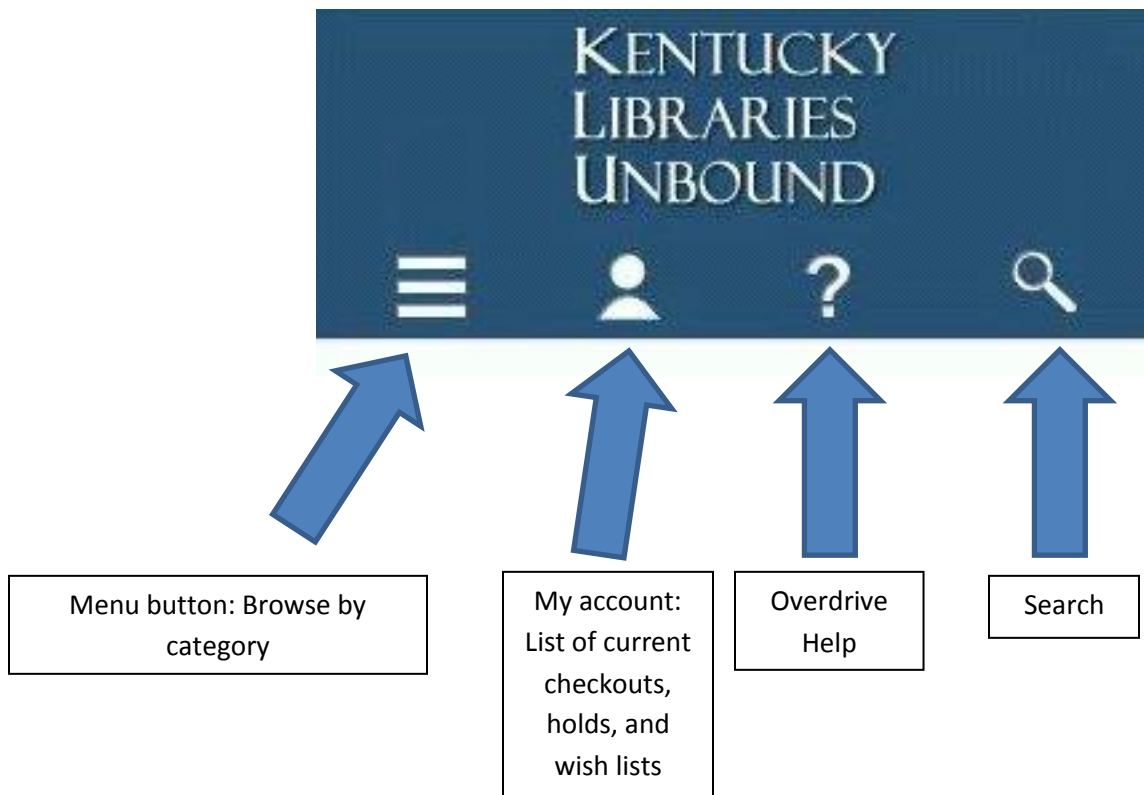 KENTUCKY
LIBRARIES
UNBOUND
?
Menu button: Browse by
category
My account:
List of current
checkouts,
holds, and
wish lists
Overdrive
Help
Search